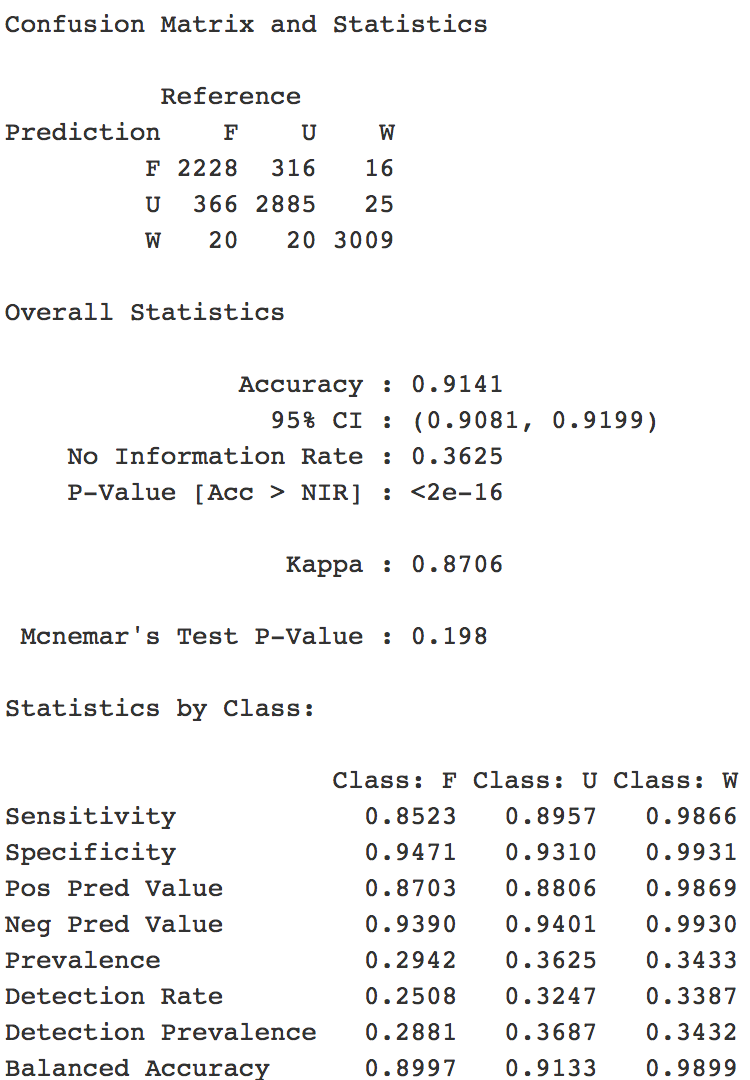 Confusion Matrix and Statistics
Reference
Prediction F U W
F 2228 316 16
U 366 2885 25
W 20 20 3009
Overall Statistics
Accuracy : 0.9141
95% CI : (0.9081, 0.9199)
No Information Rate : 0.3625
P-Value [Acc > NIR] : <2e-16
Kappa : 0.8706
Mcnemar's Test P-Value : 0.198
Statistics by Class:
Class: F Class: U Class: W
Sensitivity 0.8523 0.8957 0.9866
Specificity 0.9471 0.9310 0.9931
Pos Pred Value 0.8703 0.8806 0.9869
Neg Pred Value 0.9390 0.9401 0.9930
Prevalence 0.2942 0.3625 0.3433
Detection Rate 0.2508 0.3247 0.3387
Detection Prevalence 0.2881 0.3687 0.3432
Balanced Accuracy 0.8997 0.9133 0.9899